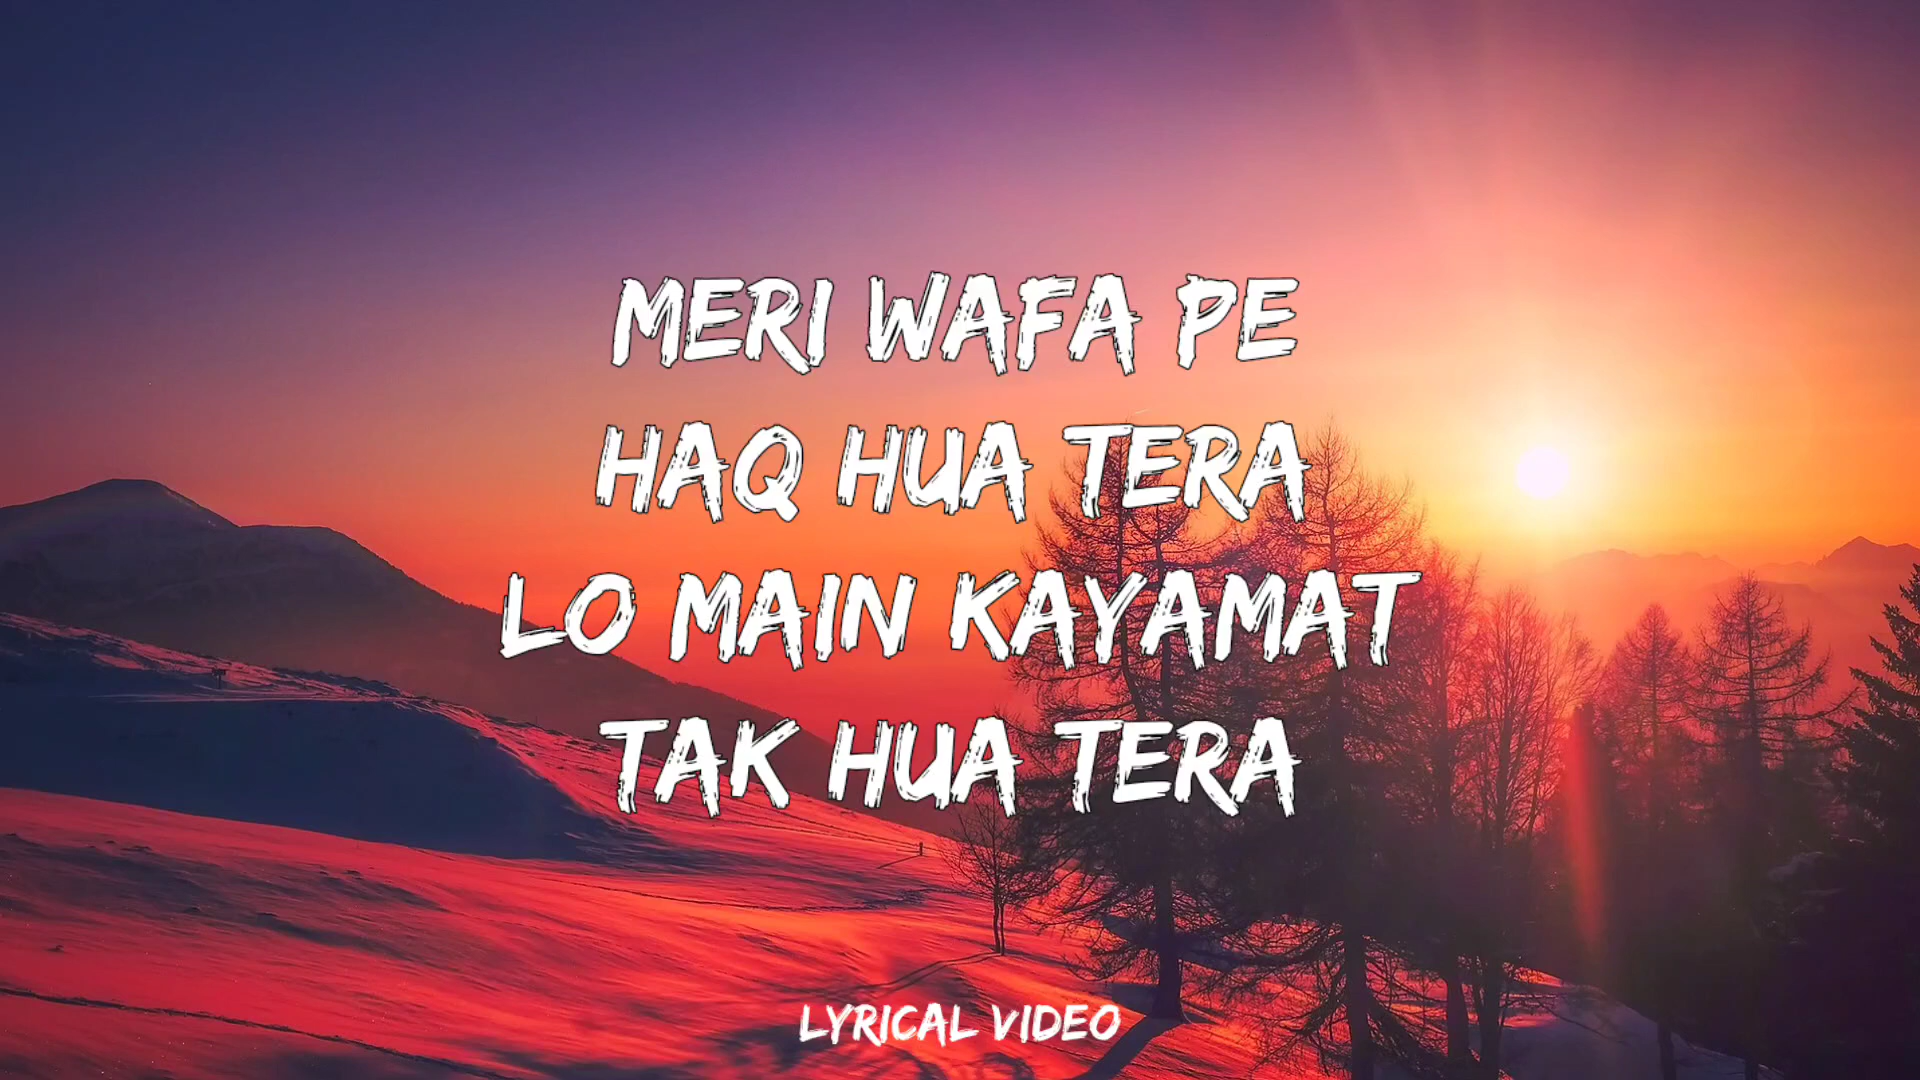 MERI WAFA PE
HAQ HUA TERA
LO MAIN KAYAMAT
TAK HUA TERA
LYRICAL VIDEO